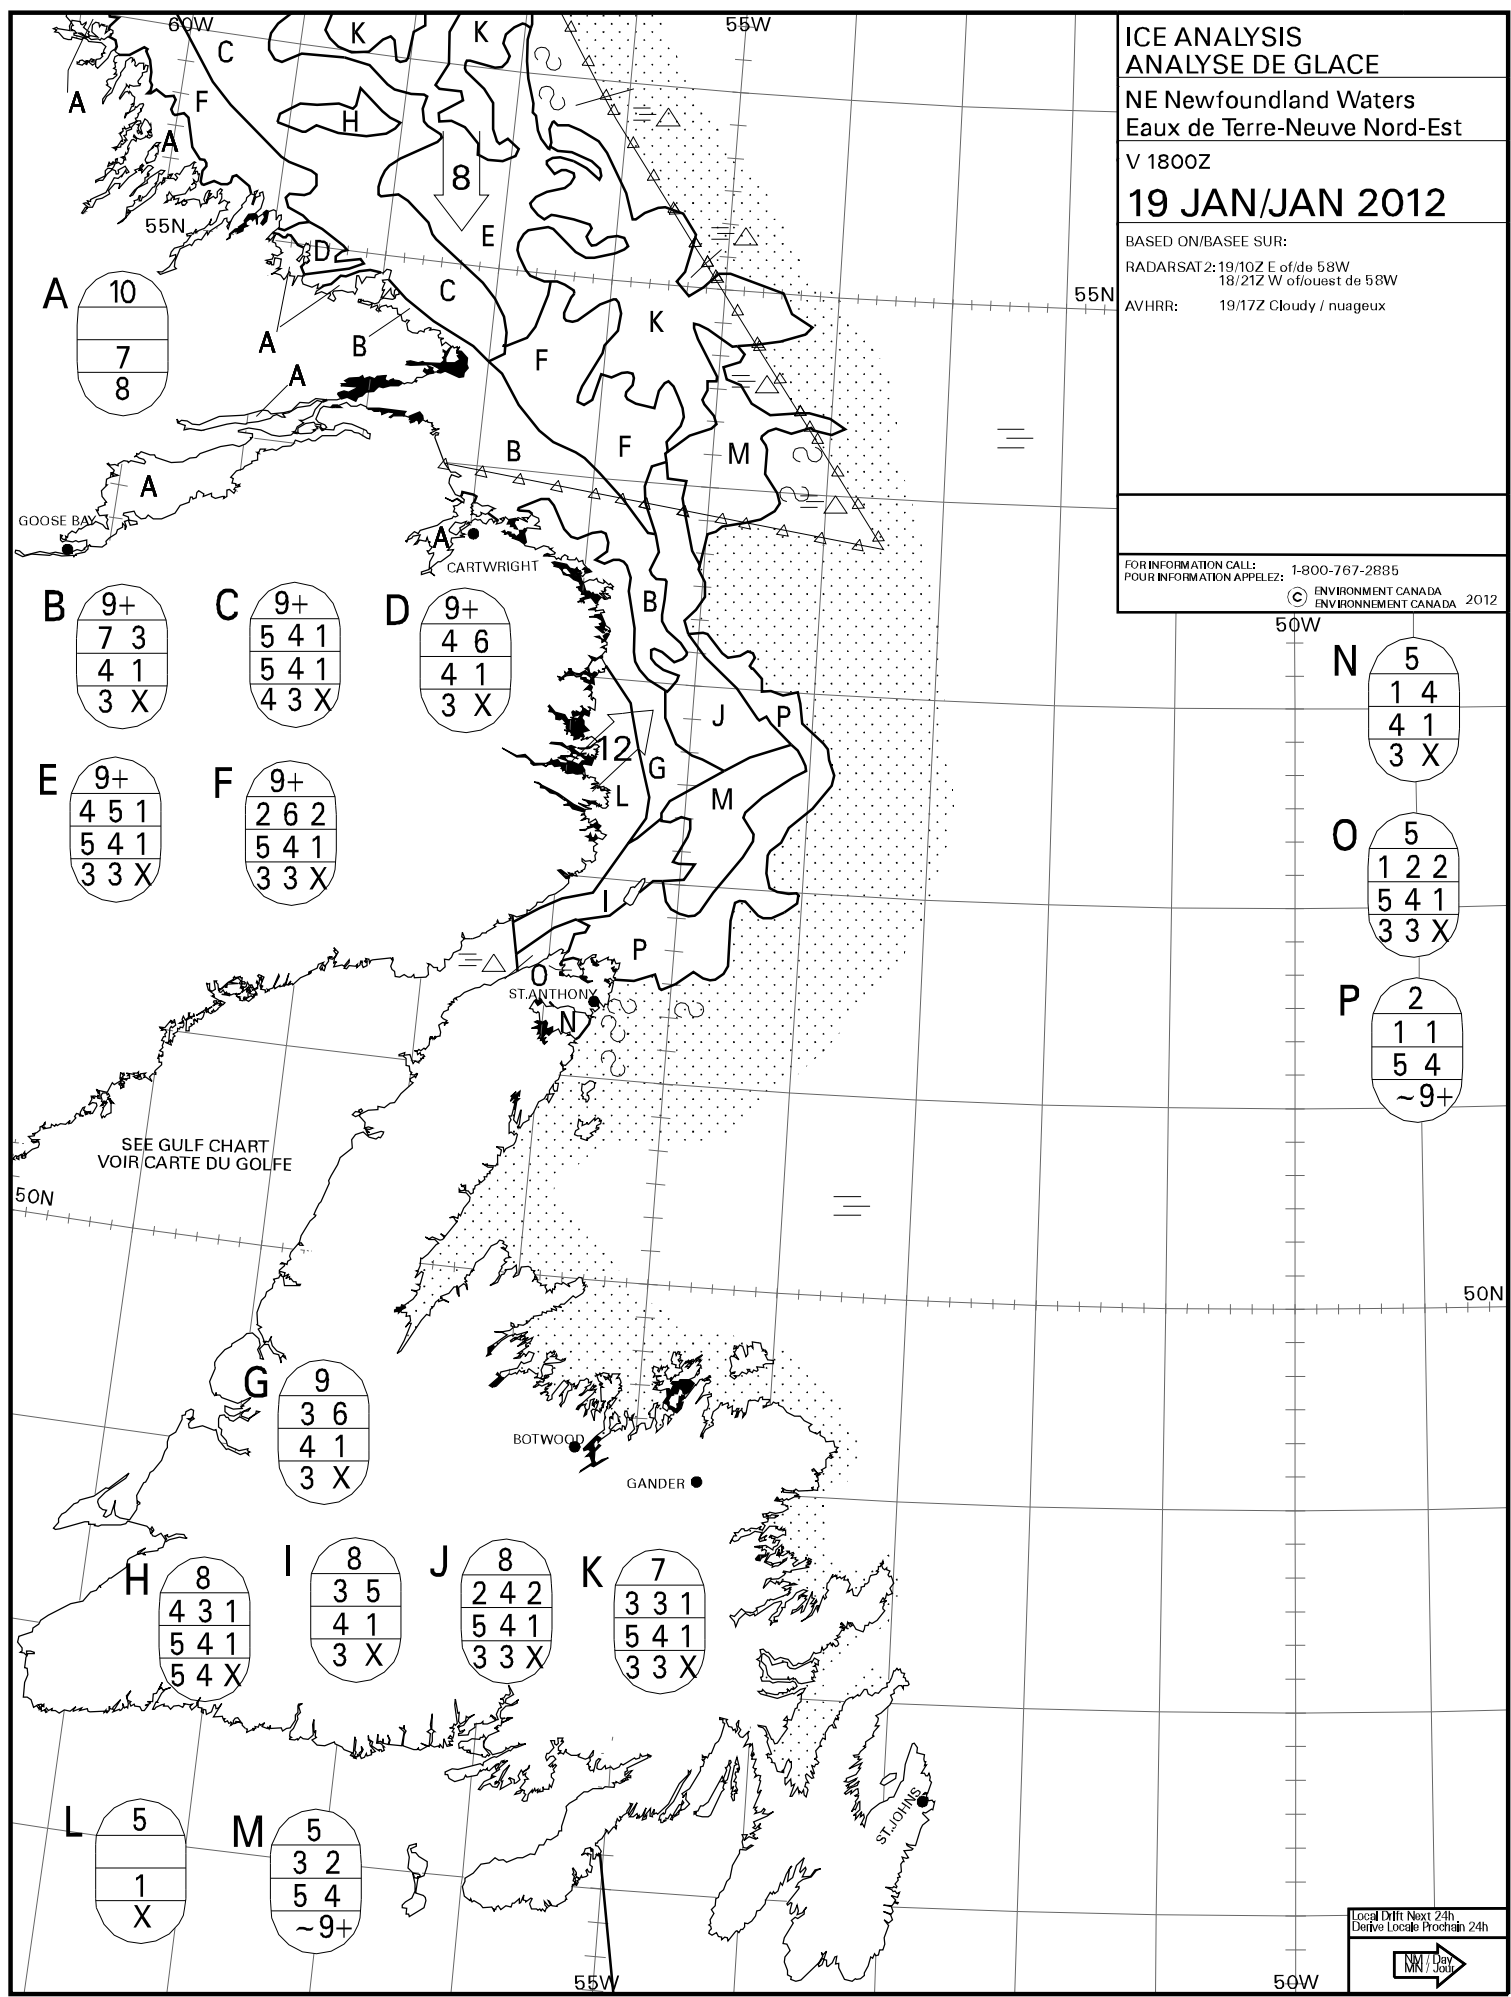 60W
55W
ICE ANALYSIS
ANALYSE DE GLACE
NE Newfoundland Waters
Eaux de Terre-Neuve Nord-Est
V 1800Z
19 JAN/JAN 2012
BASED ON/BASEE SUR:
RADARSAT2: 19/10Z E of/de 58W
18/21Z W of/ouest de 58W
AVHRR: 19/17Z Cloudy / nuageux
FOR INFORMATION CALL:
POUR INFORMATION APPELEZ: 1-800-767-2885
© ENVIRONMENT CANADA
ENVIRONNEMENT CANADA 2012
C
K
K
A
F
H
A
8
55N
E
D
C
K
55N
A
B
F
A
B
F
M
A
GOOSE BAY
A
CARTWRIGHT
B
J
P
12
G
L
M
I
P
O
ST.ANTHONY
N
SEE GULF CHART
VOIR CARTE DU GOLFE
50N
50N
50W
BOTWOOD
GANDER
ST.JOHNS
55W
50W
A
10
7
8
B
9+
7 3
4 1
3 X
C
9+
5 4 1
5 4 1
4 3 X
D
9+
4 6
4 1
3 X
E
9+
4 5 1
5 4 1
3 3 X
F
9+
2 6 2
5 4 1
3 3 X
G
9
3 6
4 1
3 X
H
8
4 3 1
5 4 1
5 4 X
I
8
3 5
4 1
3 X
J
8
2 4 2
5 4 1
3 3 X
K
7
3 3 1
5 4 1
3 3 X
L
5
1
X
M
5
3 2
5 4
~9+
N
5
1 4
4 1
3 X
O
5
1 2 2
5 4 1
3 3 X
P
2
1 1
5 4
~9+
Local Drift Next 24h
Derive Locale Prochain 24h
NM / Day
MN / Jour